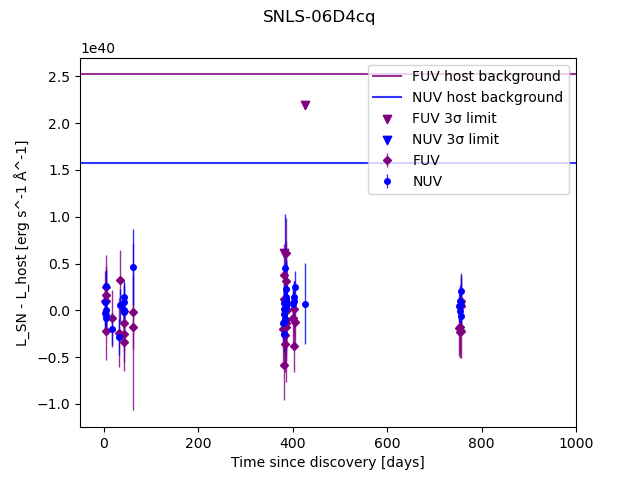 SNLS-06D4cq
1e40
2.5
2.0
1.5
1.0
0.5
0.0
−0.5
−1.0
L_SN - L_host [erg s^-1 Å^-1]
FUV host background
NUV host background
FUV 3σ limit
NUV 3σ limit
FUV
NUV
0 200 400 600 800 1000
Time since discovery [days]